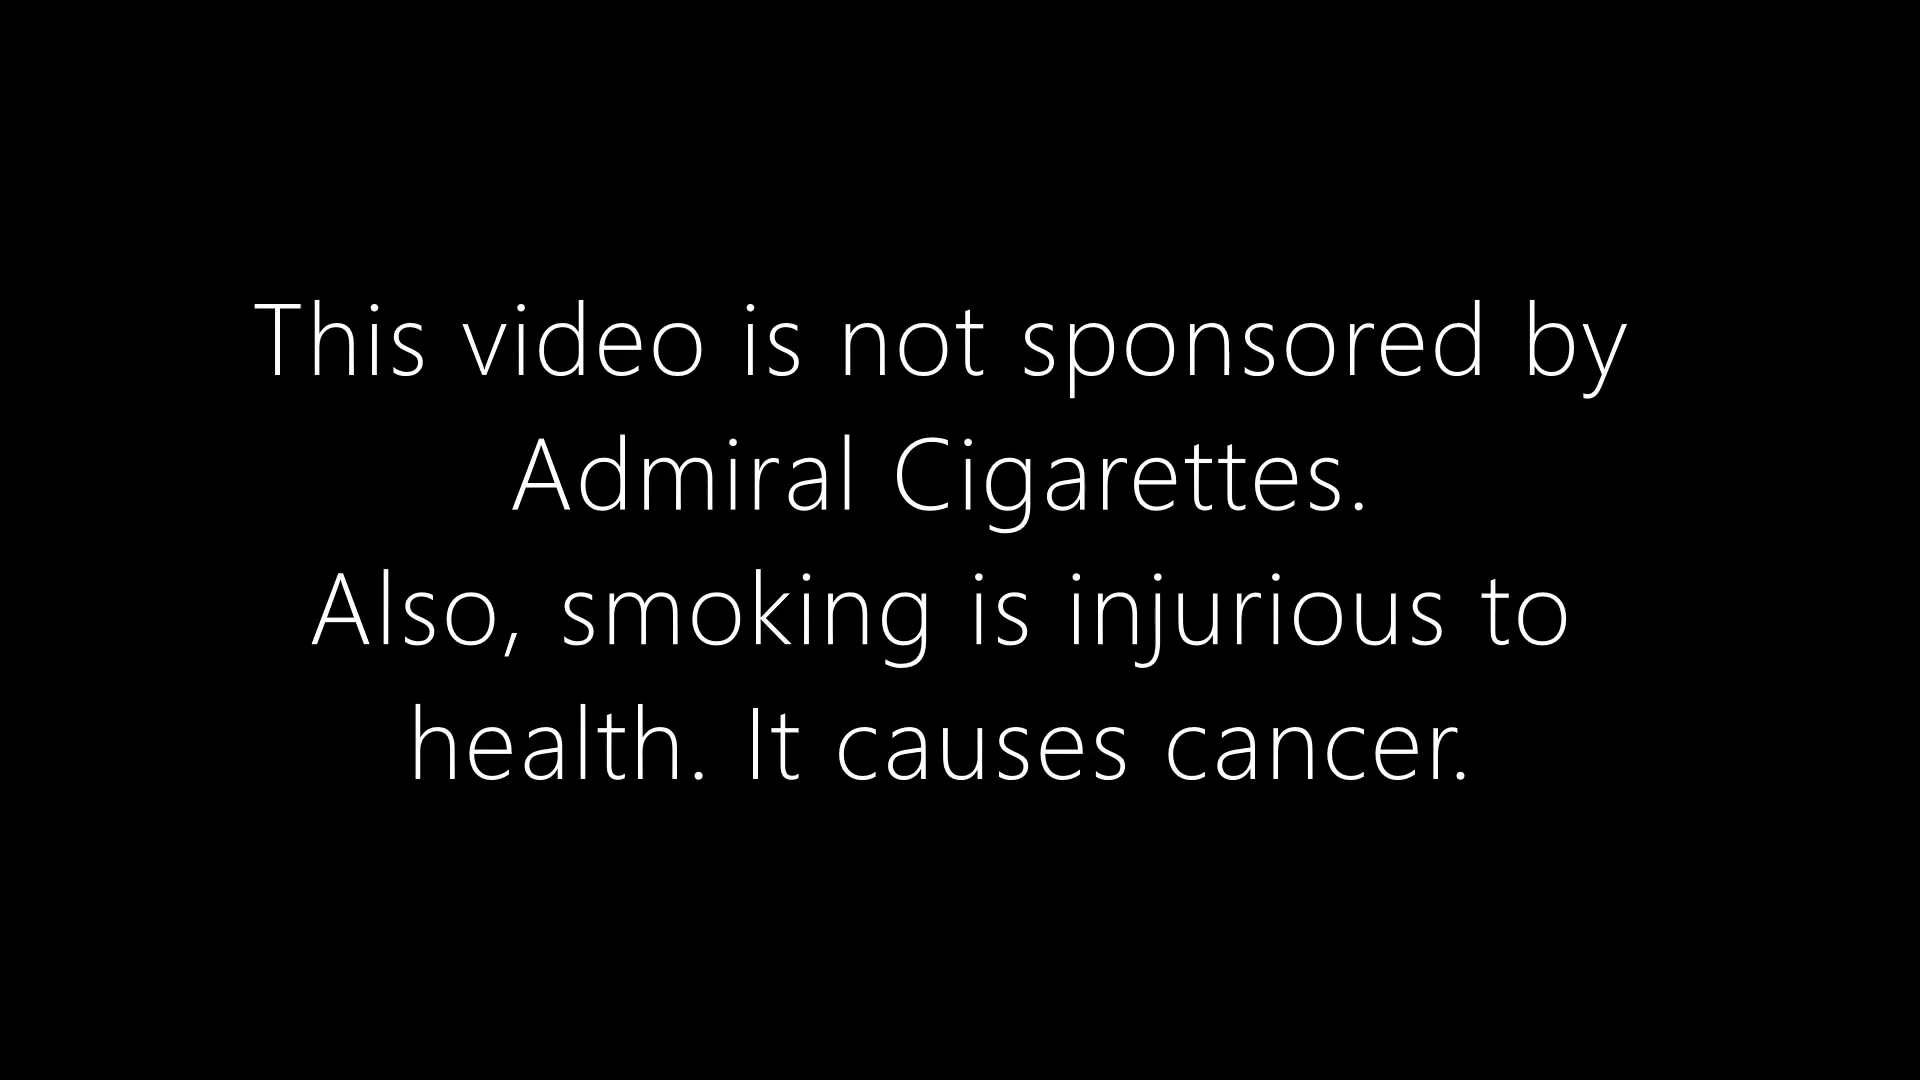 This video is not sponsored by
Admiral Cigarettes.
Also, smoking is injurious to
health. It causes cancer.